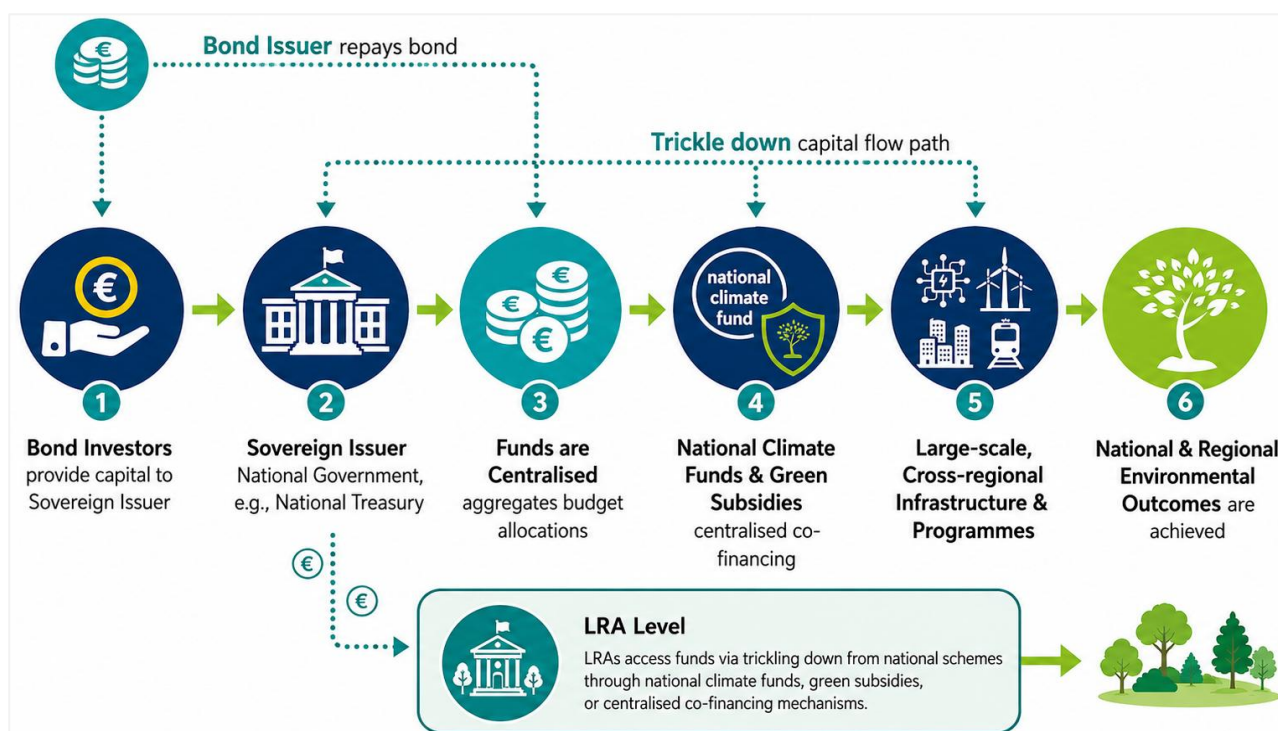 €
Bond Issuer repays bond
Trickle down capital flow path
€
€
€
€
national
climate
fund
1
2
3
4
5
6
Bond Investors
provide capital to
Sovereign Issuer
Sovereign Issuer
National Government,
e.g., National Treasury
Funds are
Centralised
aggregates budget
allocations
National Climate
Funds & Green
Subsidies
centralised co-
financing
Large-scale,
Cross-regional
Infrastructure &
Programmes
National & Regional
Environmental
Outcomes are
achieved
€
€
LRA Level
LRAs access funds via trickling down from national schemes
through national climate funds, green subsidies,
or centralised co-financing mechanisms.